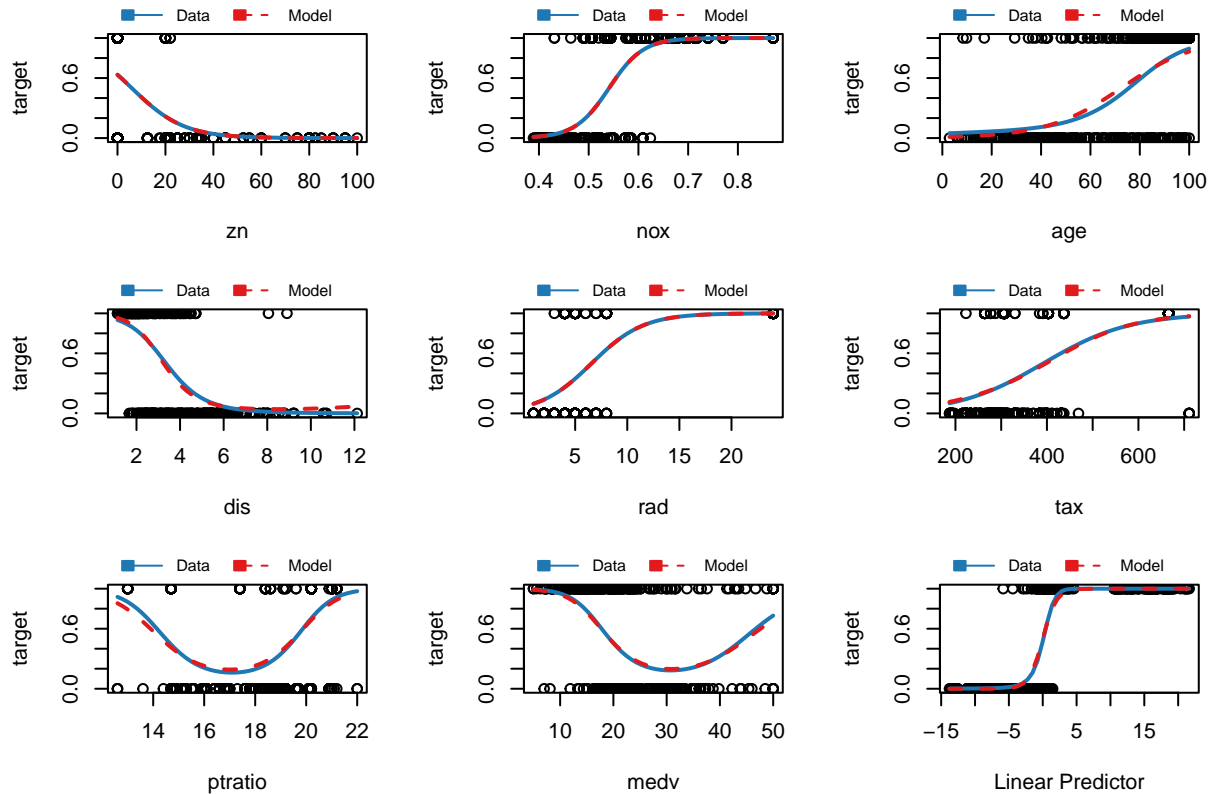 Data Model
target
0.0 0.6
0 20 40 60 80 100
zn
Data Model
target
0.0 0.6
0.4 0.5 0.6 0.7 0.8
nox
Data Model
target
0.0 0.6
0 20 40 60 80 100
age
Data Model
target
0.0 0.6
2 4 6 8 10 12
dis
Data Model
target
0.0 0.6
5 10 15 20
rad
Data Model
target
0.0 0.6
200 400 600
tax
Data Model
target
0.0 0.6
14 16 18 20 22
ptratio
Data Model
target
0.0 0.6
10 20 30 40 50
medv
Data Model
target
0.0 0.6
−15 −5 5 15
Linear Predictor